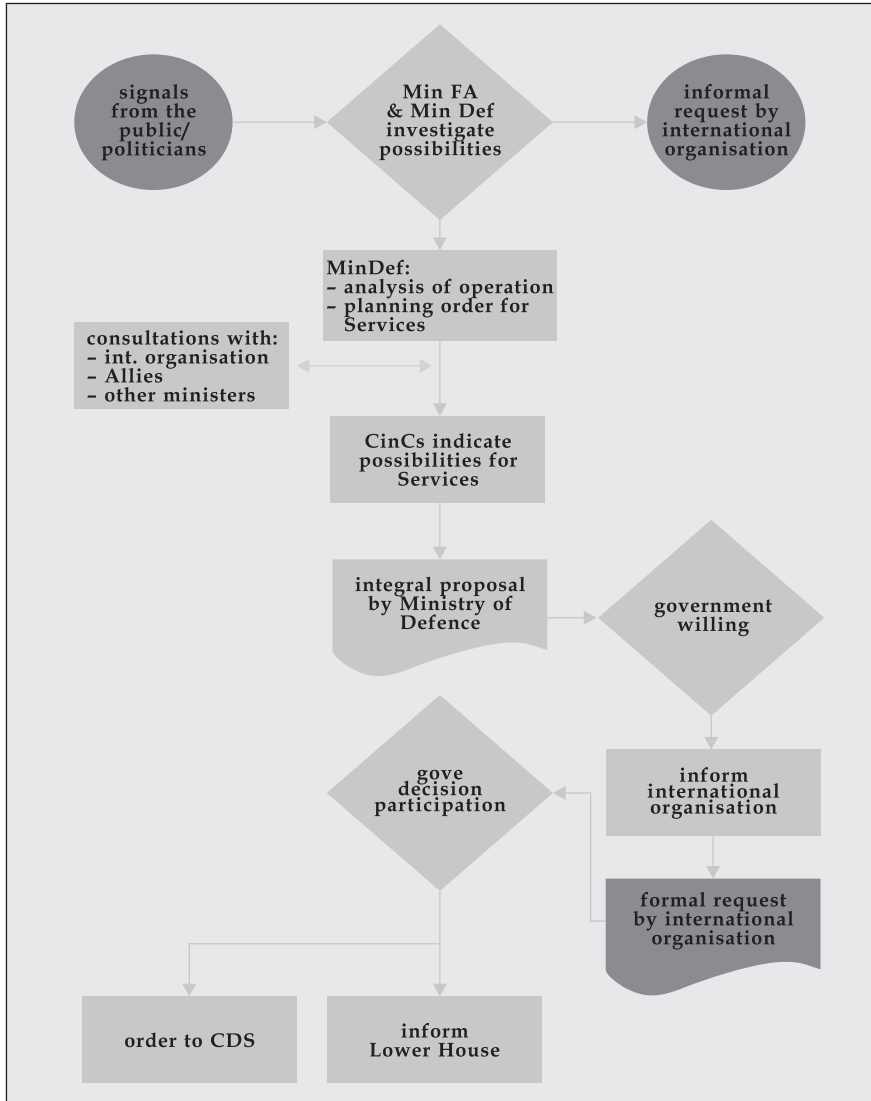 signals
from the
public/
politicians
Min FA
& Min Def
investigate
possibilities
informal
request by
international
organisation
MinDef:
– analysis of operation
– planning order for
Services
consultations with:
– int. organisation
– Allies
– other ministers
CinCs indicate
possibilities for
Services
integral proposal
by Ministry of
Defence
government
willing
gove
decision
participation
inform
international
organisation
formal request
by international
organisation
order to CDS
inform
Lower House